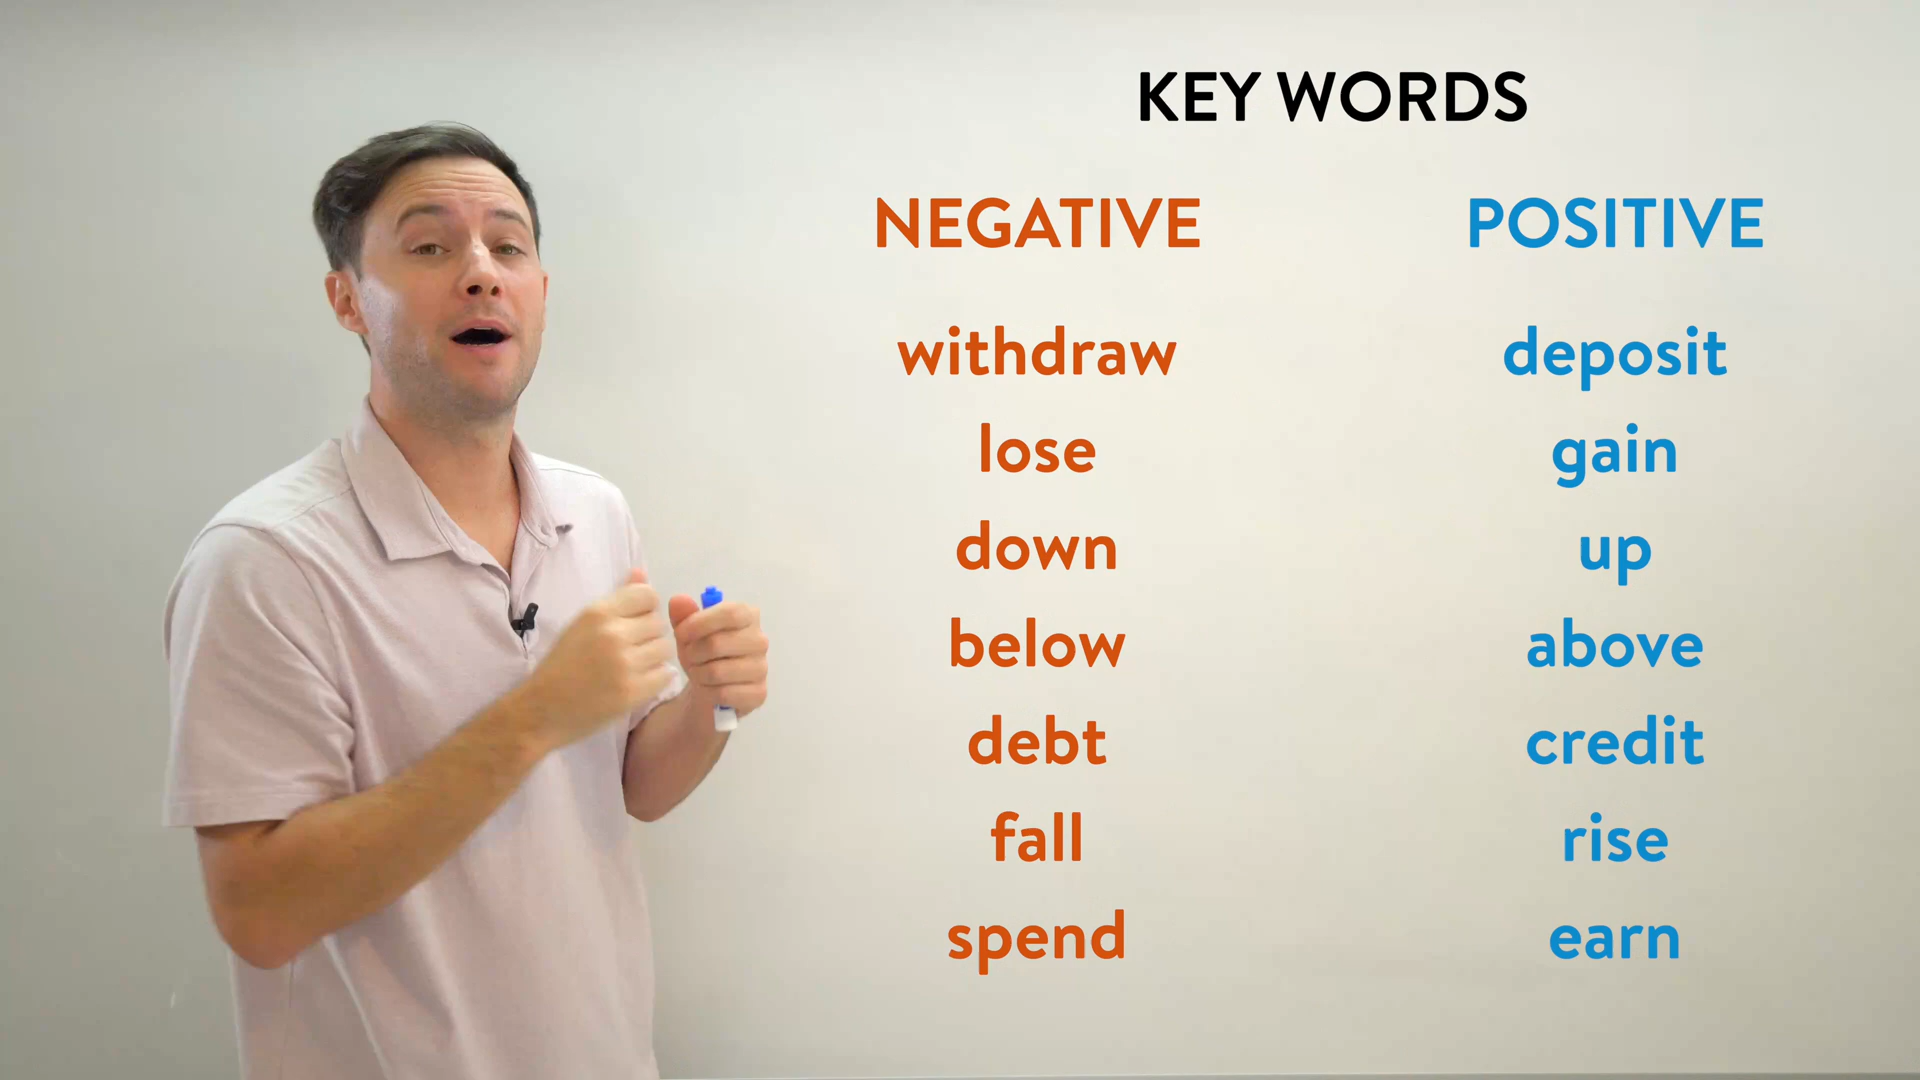 KEY WORDS
NEGATIVE POSITIVE
withdraw deposit
lose gain
down up
below above
debt credit
fall rise
spend earn